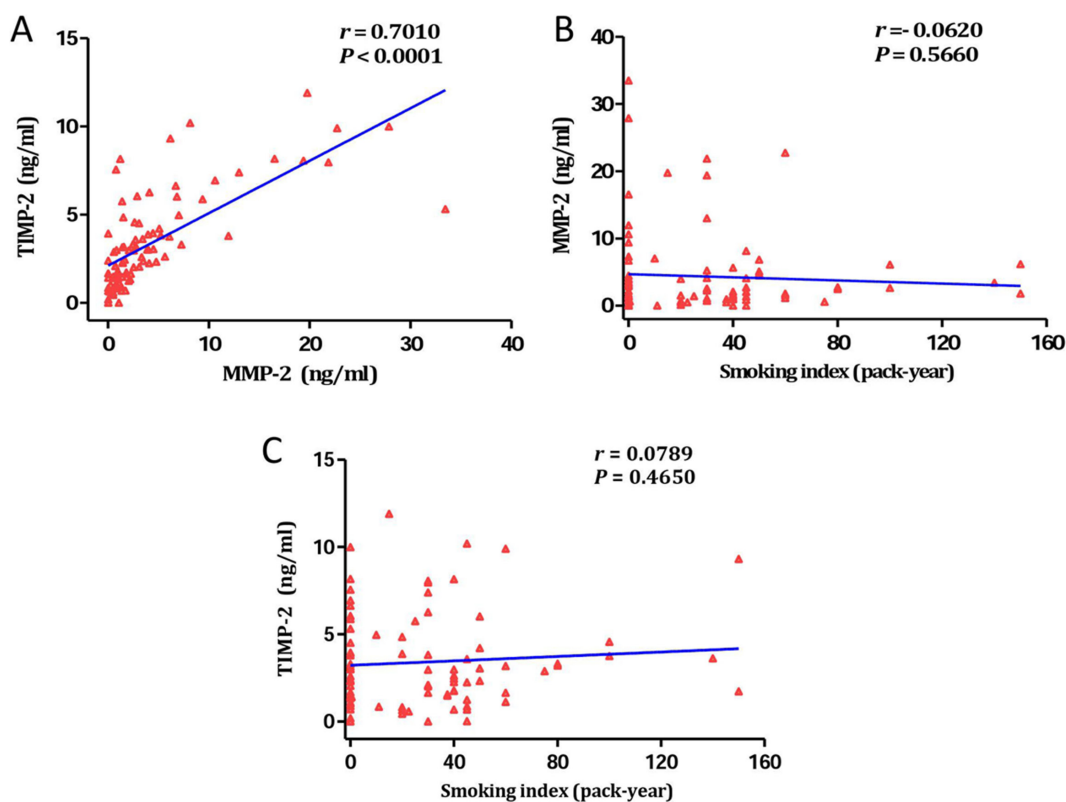 A
r = 0.7010
P < 0.0001
15
10
5
0
TIMP-2 (ng/ml)
0 10 20 30 40
MMP-2 (ng/ml)
B
r =- 0.0620
P = 0.5660
40
30
20
10
0
MMP-2 (ng/ml)
0 40 80 120 160
Smoking index (pack-year)
C
r = 0.0789
P = 0.4650
15
10
5
0
TIMP-2 (ng/ml)
0 40 80 120 160
Smoking index (pack-year)